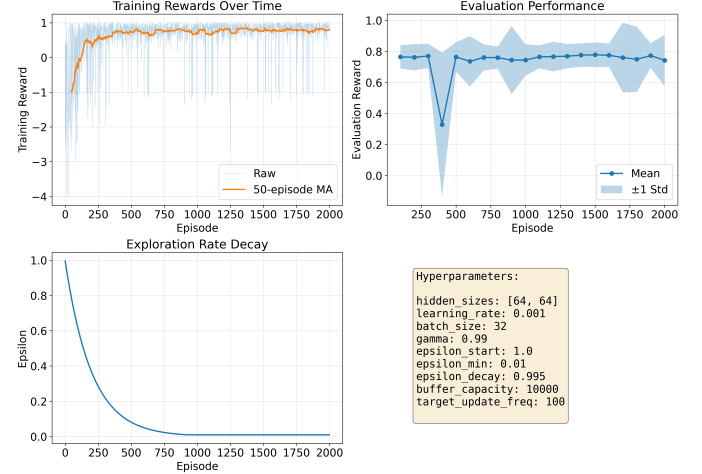 Training Rewards Over Time
Training Reward
1
0
−1
−2
−3
−4
Raw
50-episode MA
0 250 500 750 1000 1250 1500 1750 2000
Episode
Evaluation Performance
Evaluation Reward
1.0
0.8
0.6
0.4
0.2
0.0
Mean
±1 Std
250 500 750 1000 1250 1500 1750 2000
Episode
Exploration Rate Decay
Epsilon
1.0
0.8
0.6
0.4
0.2
0.0
0 250 500 750 1000 1250 1500 1750 2000
Episode
Hyperparameters:
hidden_sizes: [64, 64]
learning_rate: 0.001
batch_size: 32
gamma: 0.99
epsilon_start: 1.0
epsilon_min: 0.01
epsilon_decay: 0.995
buffer_capacity: 10000
target_update_freq: 100